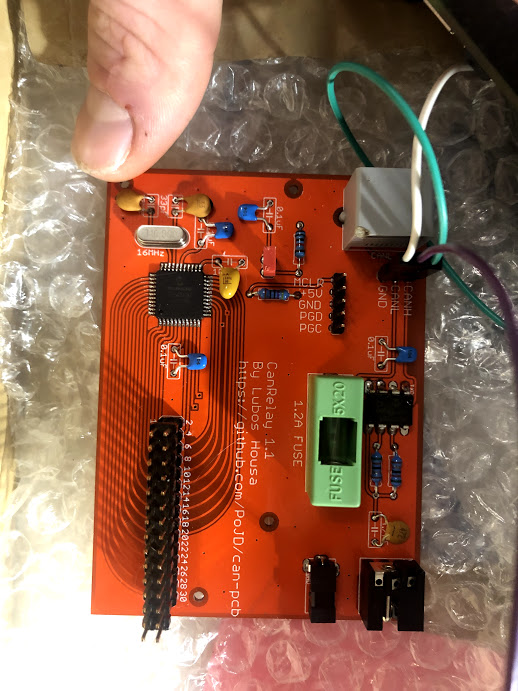 16MHz
0.1uF
MCLR
+5V
GND
PGD
PGC
CANH
CANL
GND
0.1uF
0.1uF
CanRelay 1.1
By Lubos Housa
https://github.com/PoJD/can-pcb
1.2A FUSE
FUSE 5X20
2 4 6 8 10 12 14 16 18 20 22 24 26 28 30